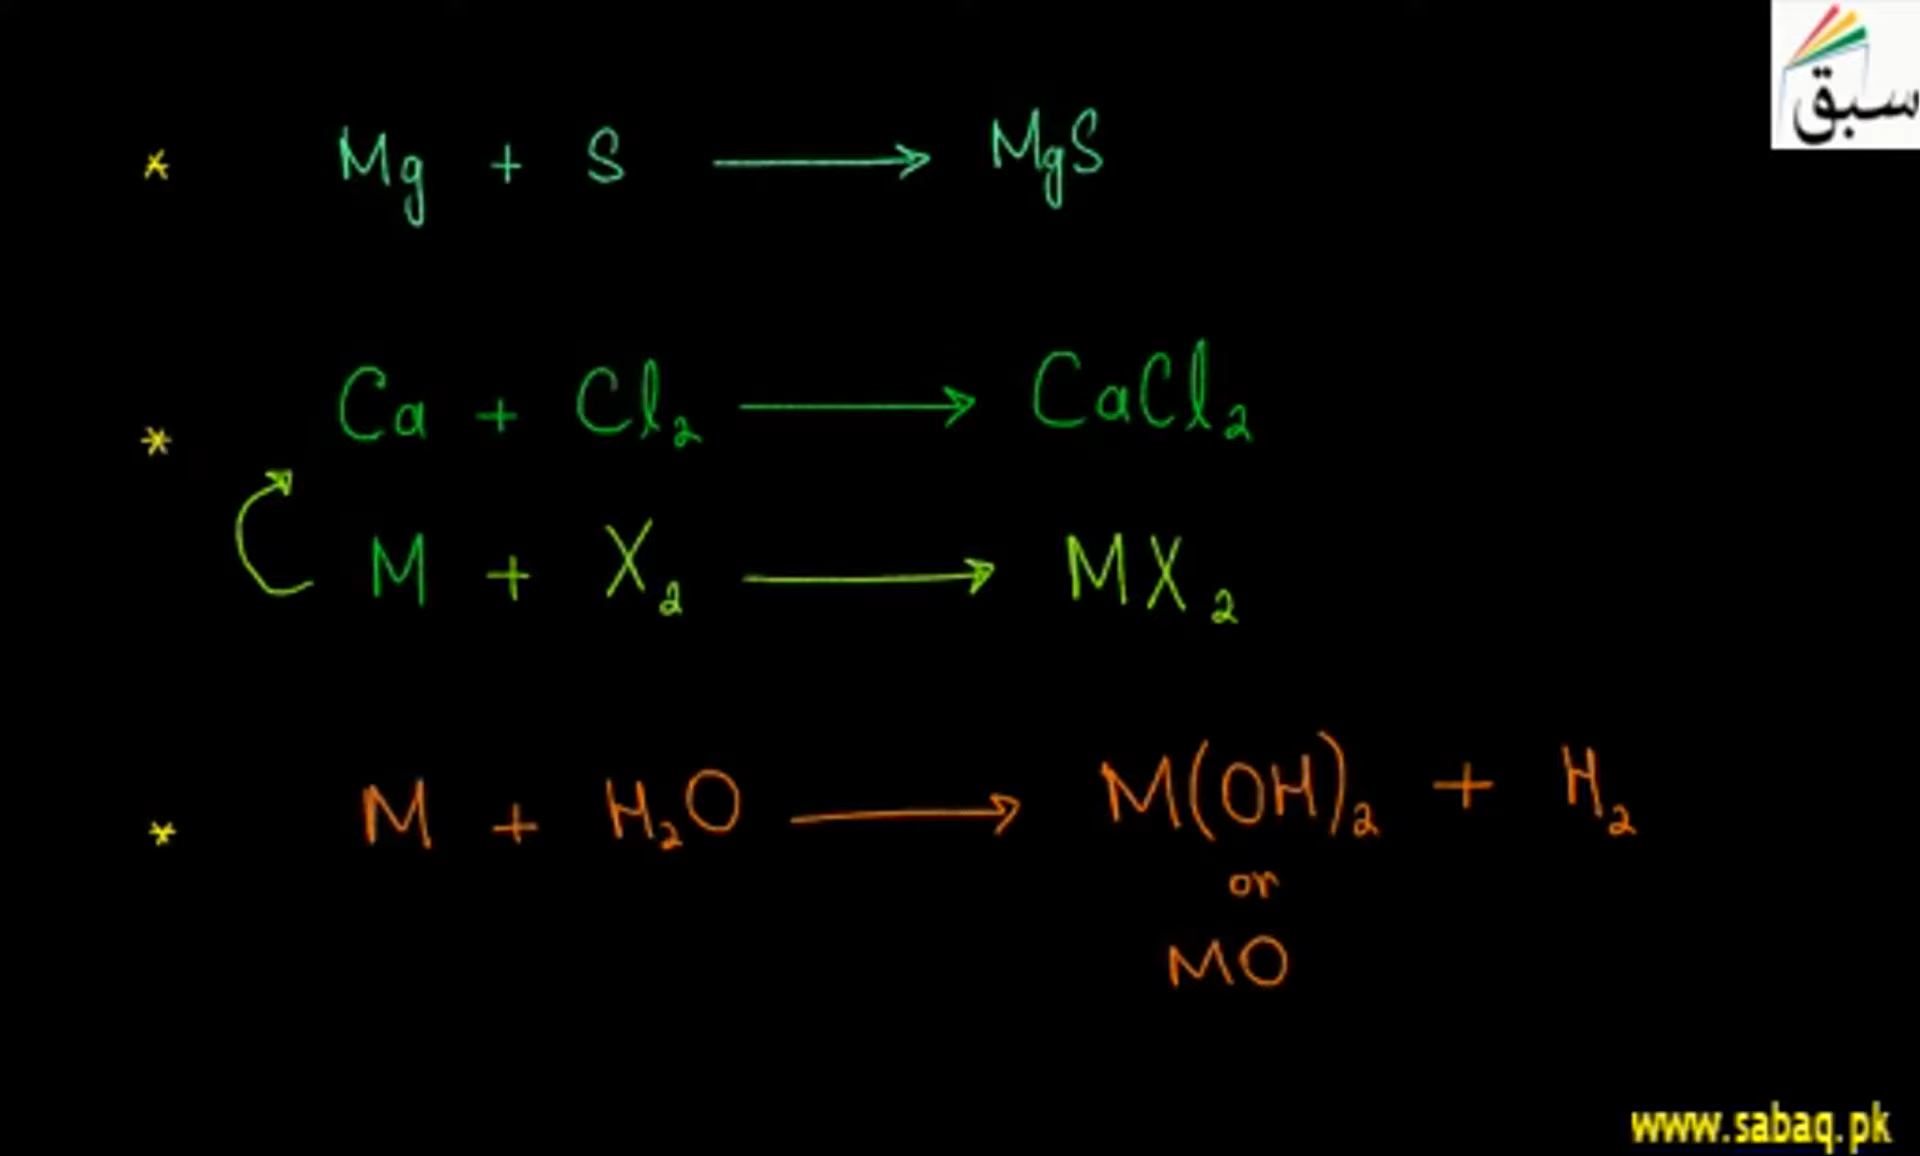 سبق
* Mg + S ⟶ MgS
* Ca + Cl₂ ⟶ CaCl₂
M + X₂ ⟶ MX₂
* M + H₂O ⟶ M(OH)₂ + H₂
or
MO
www.sabaq.pk